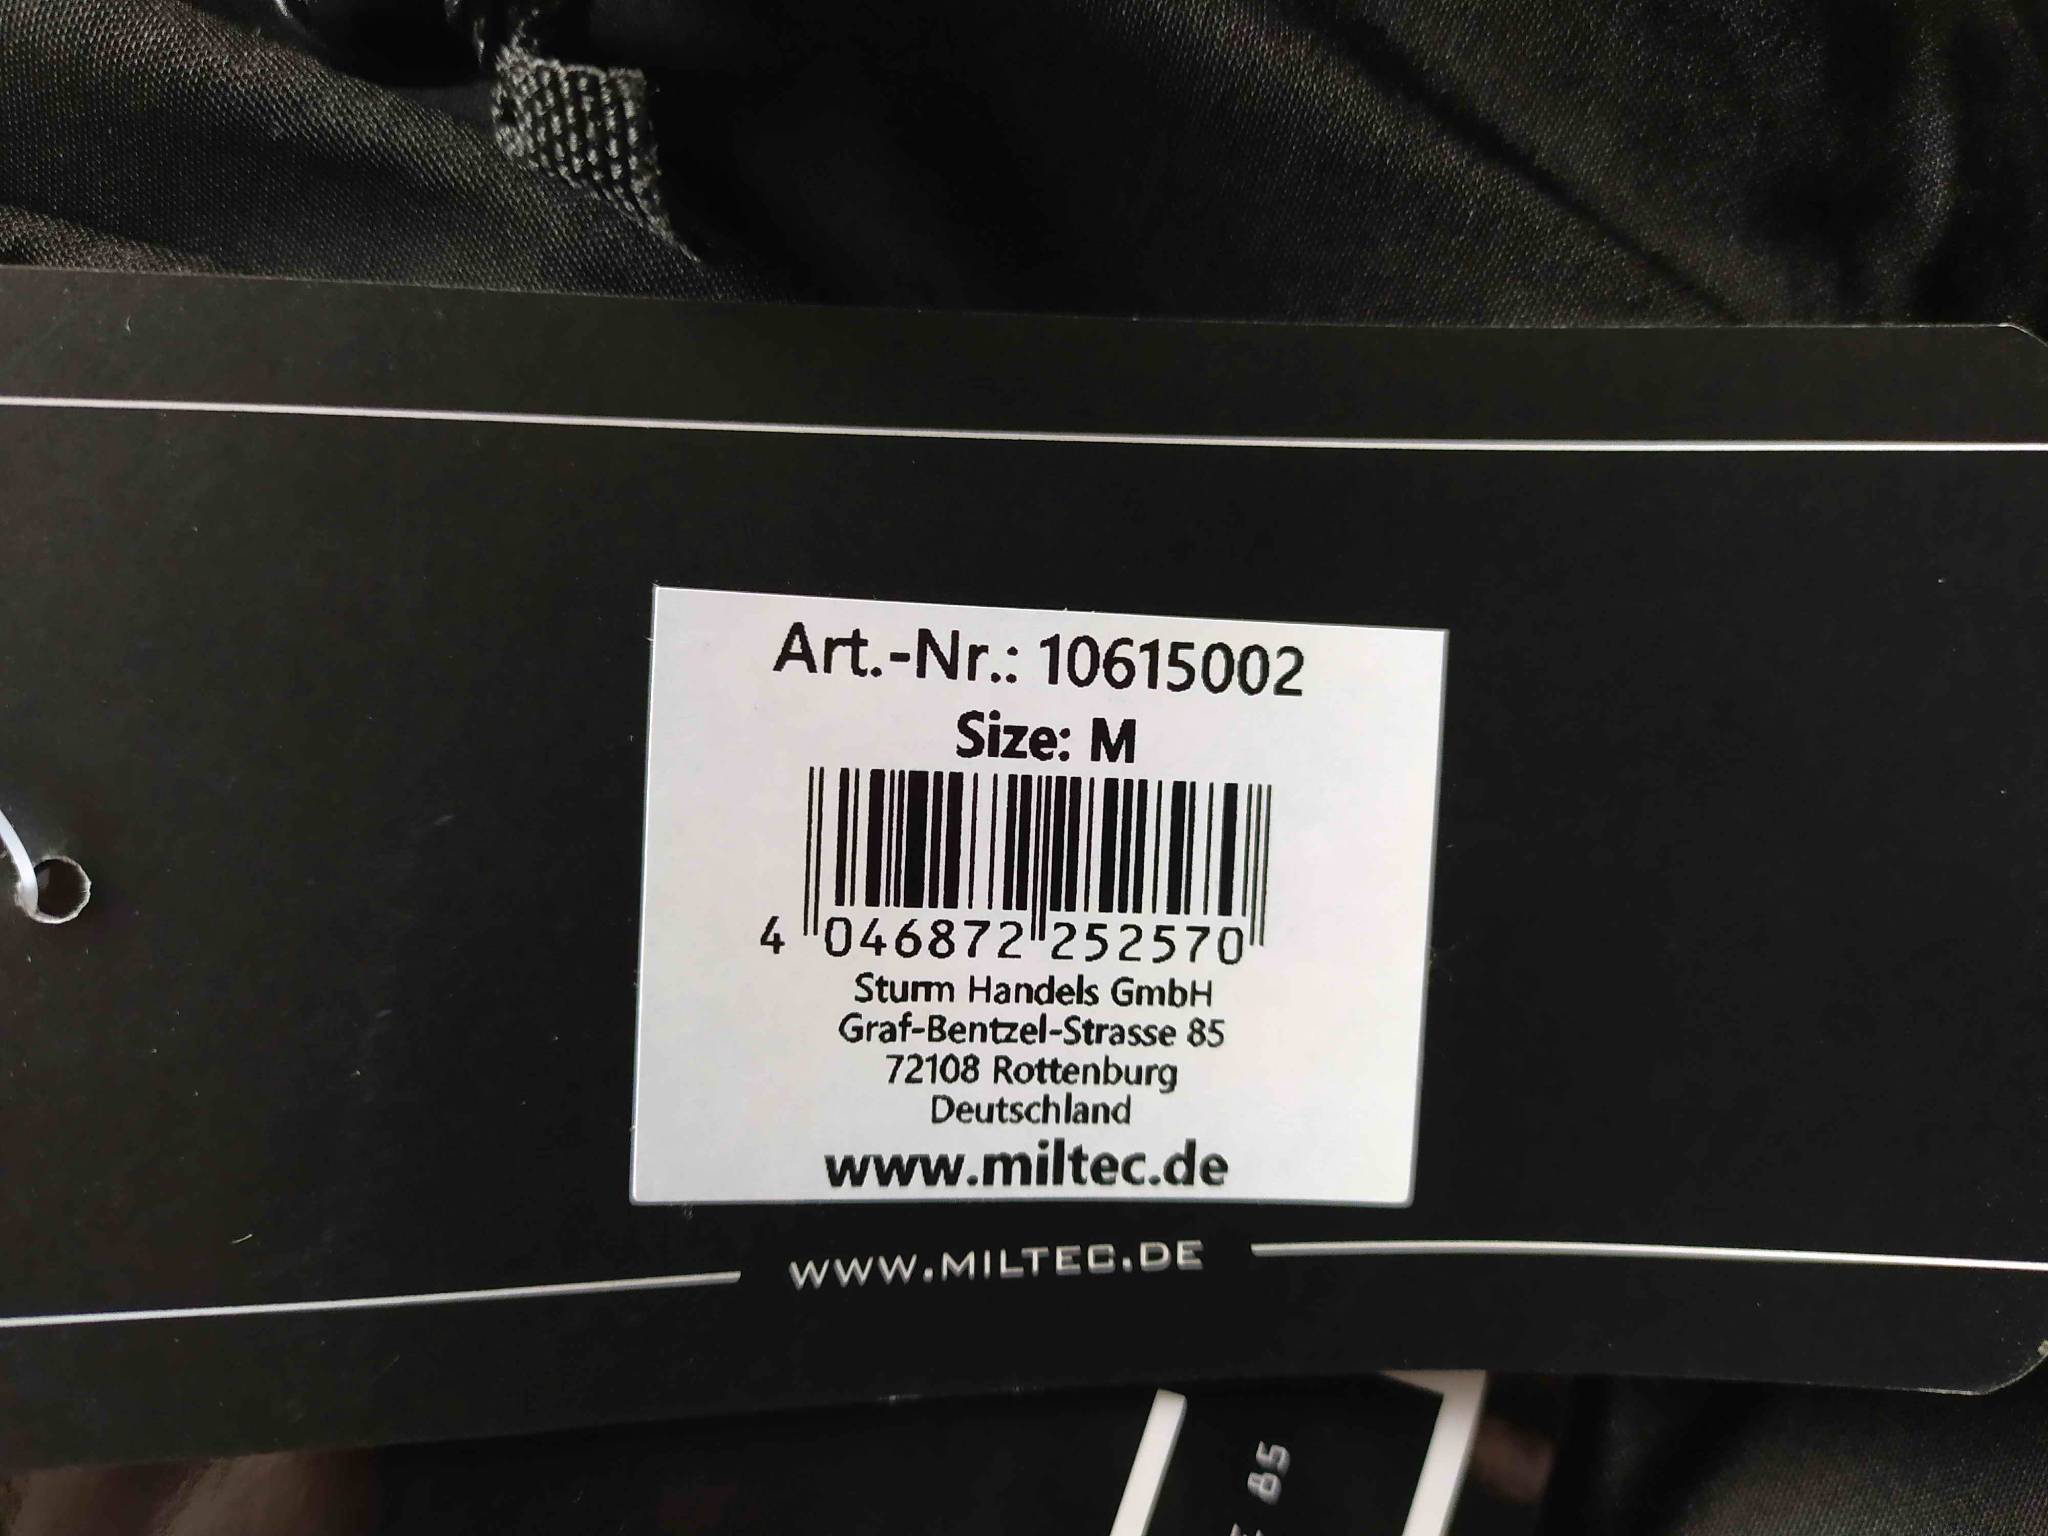 Art.-Nr.: 10615002
Size: M
4 046872 252570
Sturm Handels GmbH
Graf-Bentzel-Strasse 85
72108 Rottenburg
Deutschland
www.miltec.de
WWW.MILTEC.DE
85